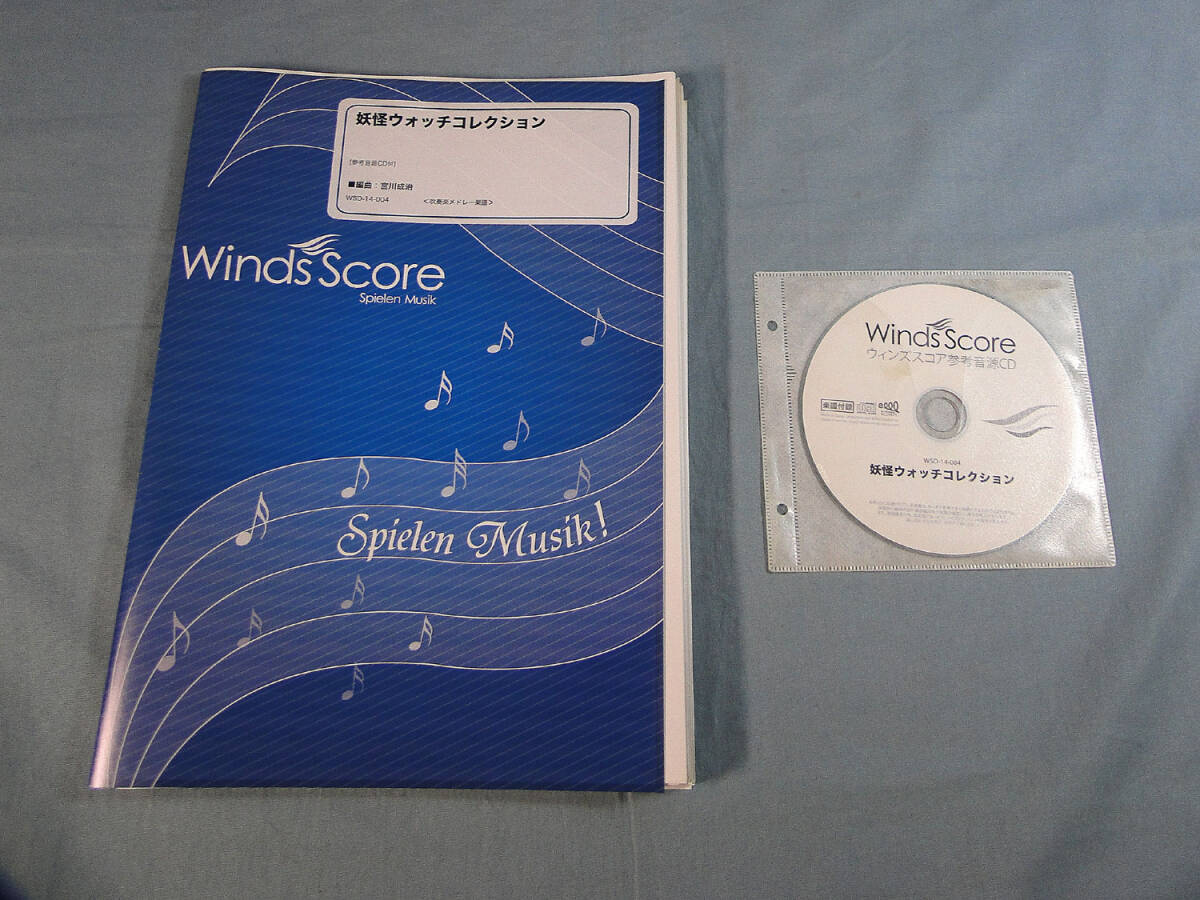 妖怪ウォッチコレクション
[参考音源CD付]
■編曲:宮川成治
WSD-14-004 <吹奏楽メドレー楽譜>
Winds Score
Spielen Musik
Spielen Musik!
Winds Score
ウィンズスコア参考音源CD
楽譜付録
WSD-14-004
妖怪ウォッチコレクション